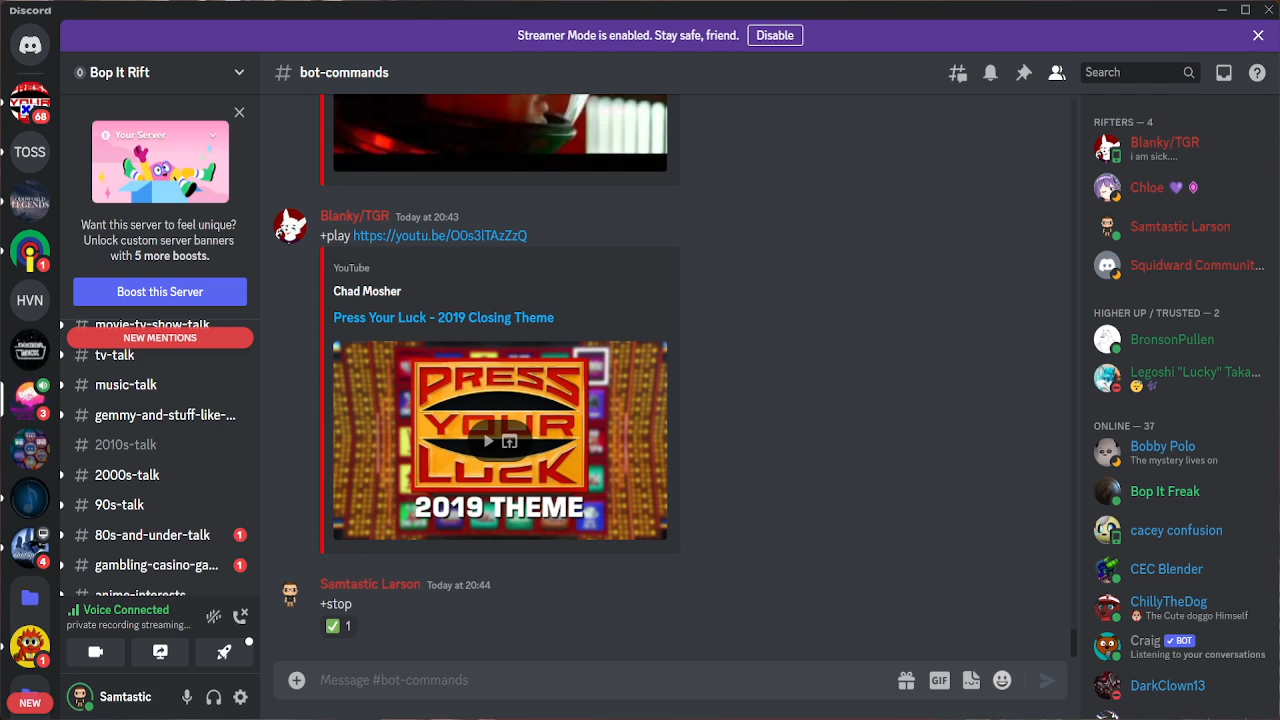 Discord
Streamer Mode is enabled. Stay safe, friend. Disable
Bop It Rift
bot-commands
Search
68
TOSS
1
HVN
3
4
1
NEW
Your Server
Want this server to feel unique?
Unlock custom server banners
with 5 more boosts.
Boost this Server
movie-tv-show-talk
NEW MENTIONS
tv-talk
music-talk
gemmy-and-stuff-like-...
2010s-talk
2000s-talk
90s-talk
80s-and-under-talk 1
gambling-casino-ga... 1
anime-interests
Voice Connected
private recording streaming...
Samtastic
Blanky/TGR Today at 20:43
+play https://youtu.be/O0s3lTAzZzQ
YouTube
Chad Mosher
Press Your Luck - 2019 Closing Theme
PRESS
YOUR
LUCK
2019 THEME
Samtastic Larson Today at 20:44
+stop
1
Message #bot-commands
GIF
RIFTERS — 4
Blanky/TGR
i am sick....
Chloe
Samtastic Larson
Squidward Communit...
HIGHER UP / TRUSTED — 2
BronsonPullen
Legoshi "Lucky" Taka...
ONLINE — 37
Bobby Polo
The mystery lives on
Bop It Freak
cacey confusion
CEC Blender
ChillyTheDog
The Cute doggo Himself
Craig BOT
Listening to your conversations
DarkClown13